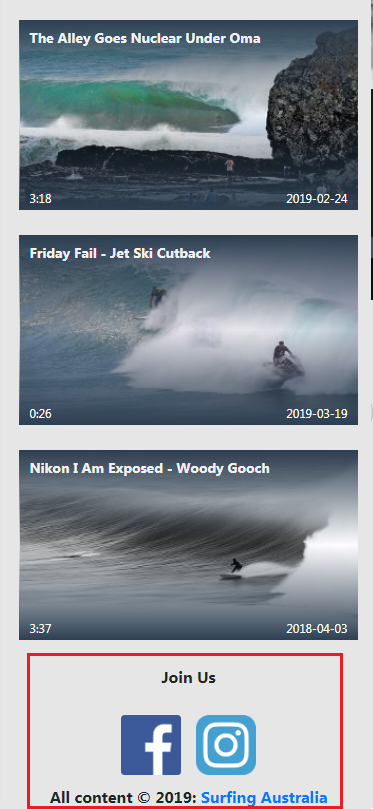 The Alley Goes Nuclear Under Oma
3:18 2019-02-24
Friday Fail - Jet Ski Cutback
0:26 2019-03-19
Nikon I Am Exposed - Woody Gooch
3:37 2018-04-03
Join Us
All content © 2019: Surfing Australia